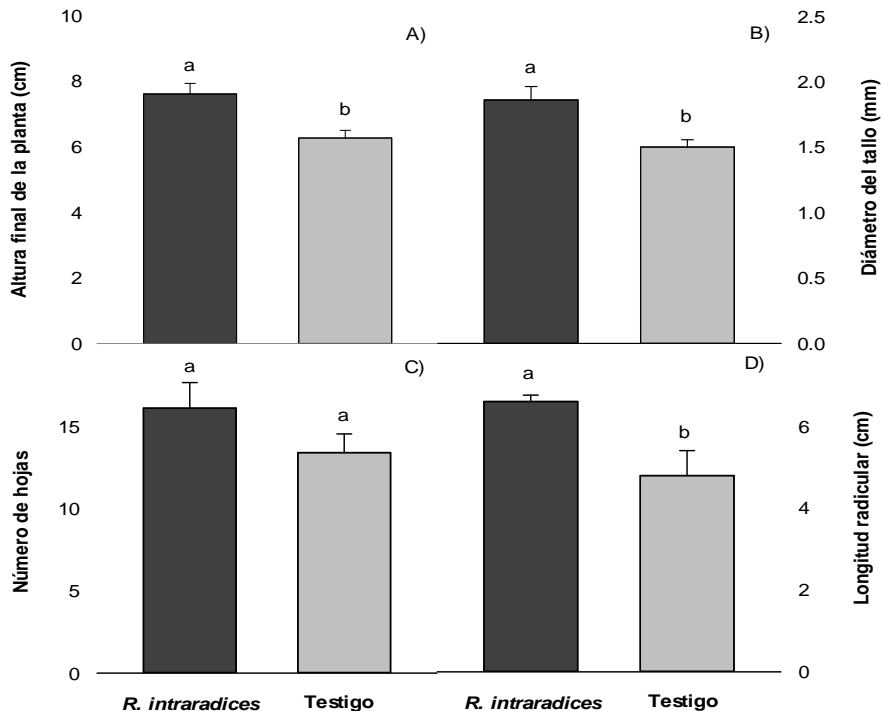 Altura final de la planta (cm)
10
8
6
4
2
0
A)
a
b
B)
a
b
2.5
2.0
1.5
1.0
0.5
0.0
Diámetro del tallo (mm)
Número de hojas
15
10
5
0
C)
a
a
D)
a
b
6
4
2
0
Longitud radicular (cm)
R. intraradices
Testigo
R. intraradices
Testigo